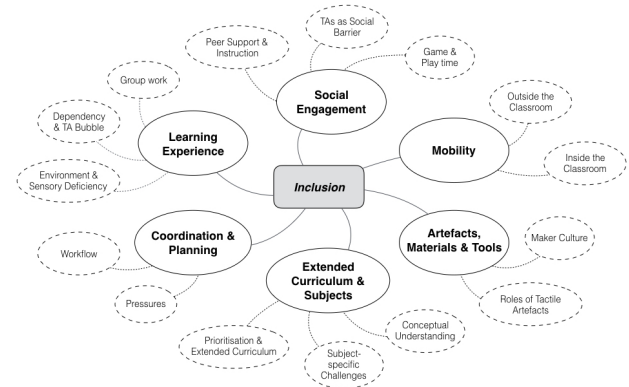 TAs as Social
Barrier
Peer Support &
Instruction
Game &
Play time
Group work
Social
Engagement
Outside the
Classroom
Dependency
& TA Bubble
Learning
Experience
Mobility
Inside the
Classroom
Environment &
Sensory Deficiency
Inclusion
Coordination &
Planning
Artefacts,
Materials & Tools
Maker Culture
Workflow
Extended
Curriculum &
Subjects
Pressures
Roles of Tactile
Artefacts
Prioritisation &
Extended Curriculum
Subject-
specific
Challenges
Conceptual
Understanding